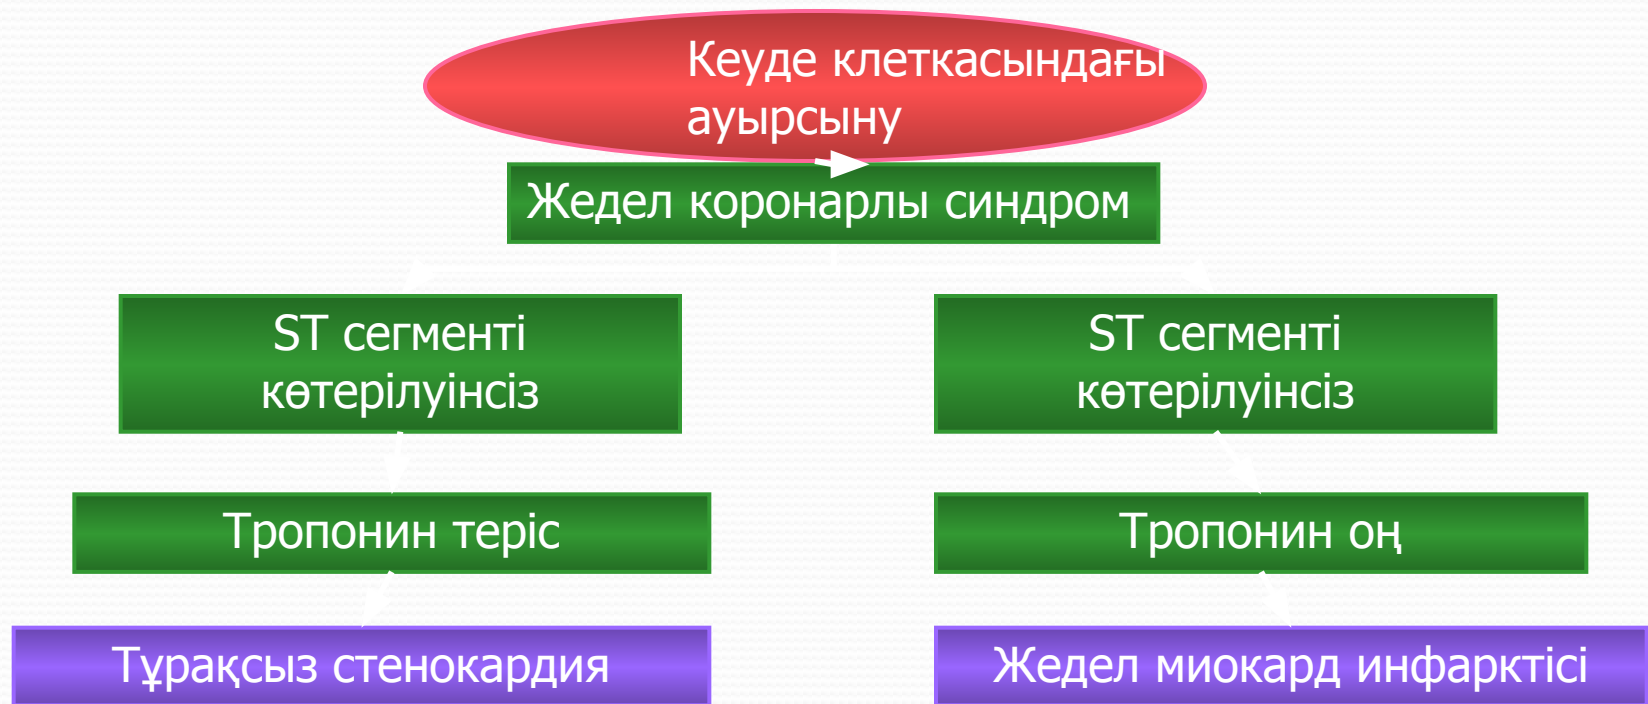 Кеуде клеткасындағы
ауырсыну
Жедел коронарлы синдром
ST сегменті
көтерілуінсіз
ST сегменті
көтерілуінсіз
Тропонин теріс
Тропонин оң
Тұрақсыз стенокардия
Жедел миокард инфарктісі